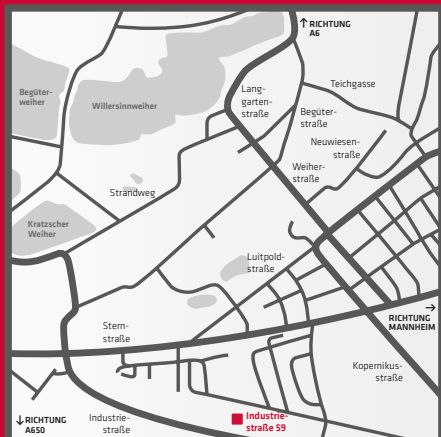 ↑RICHTUNG
A6
Lang-
garten-
straße
Teichgasse
Begüter-
weiher
Willersinnweiher
Begüter-
straße
Neuwiesen-
straße
Weiher-
straße
Strandweg
Kratzscher
Weiher
Luitpold-
straße
→
RICHTUNG
MANNHEIM
Stern-
straße
Kopernikus-
straße
↓RICHTUNG
A650
Industrie-
straße
Industrie-
straße 59